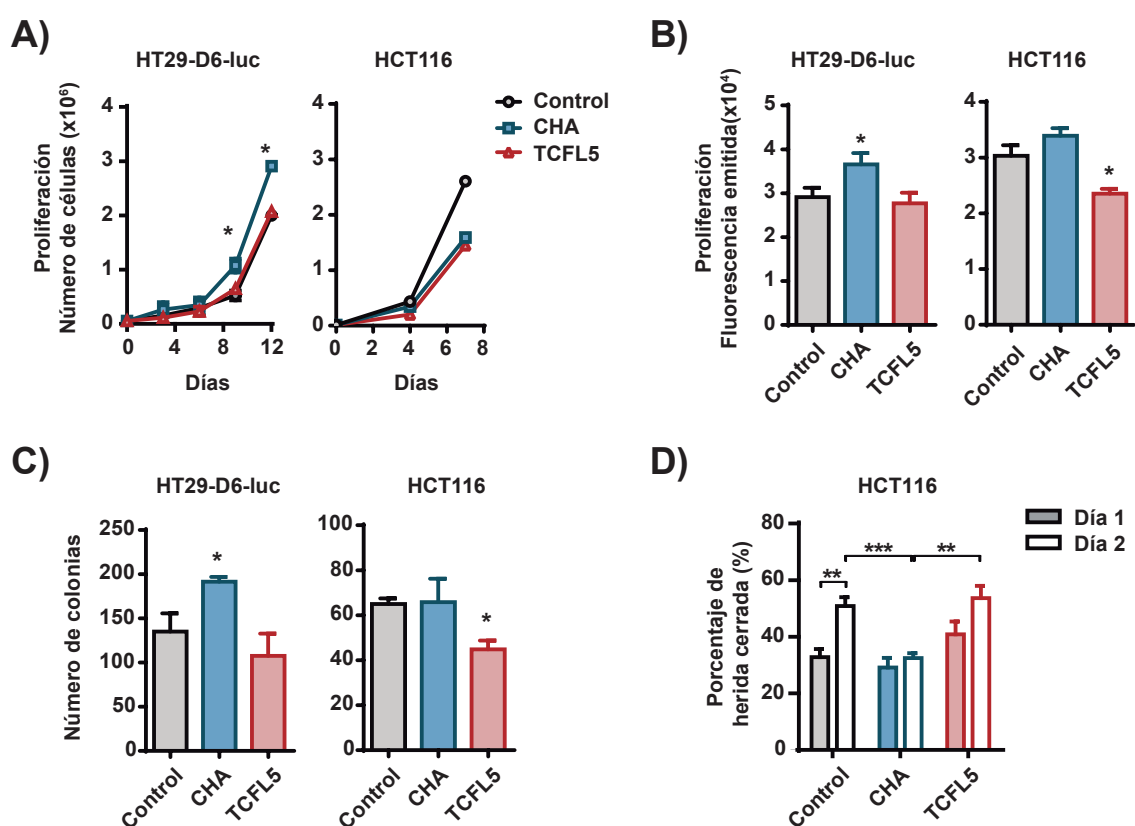 A)
HT29-D6-luc
HCT116
Proliferación
Número de células (x10⁶)
4
3
2
1
0
*
*
0 4 8 12
Días
4
3
2
1
0
0 2 4 6 8
Días
Control
CHA
TCFL5
B)
HT29-D6-luc
HCT116
Proliferación
Fluorescencia emitida(x10⁴)
5
4
3
2
1
0
*
Control
CHA
TCFL5
4
3
2
1
0
*
Control
CHA
TCFL5
C)
HT29-D6-luc
HCT116
Número de colonias
250
200
150
100
50
0
*
Control
CHA
TCFL5
100
80
60
40
20
0
*
Control
CHA
TCFL5
D)
HCT116
Día 1
Día 2
Porcentaje de
herida cerrada (%)
80
60
40
20
0
**
***
**
Control
CHA
TCFL5